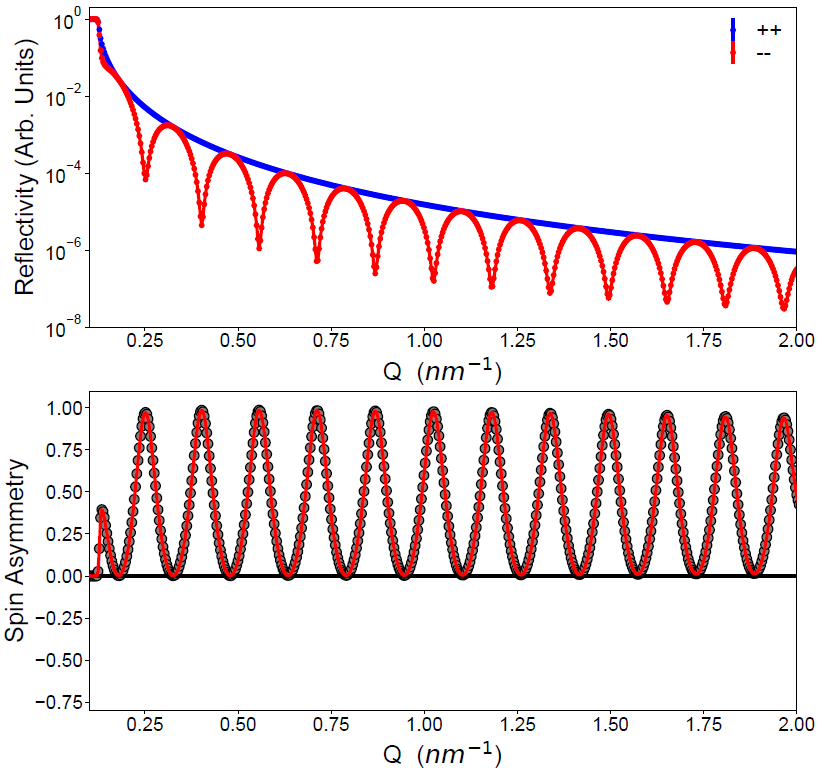 10⁰
10⁻²
10⁻⁴
10⁻⁶
10⁻⁸
Reflectivity (Arb. Units)
++
--
0.25 0.50 0.75 1.00 1.25 1.50 1.75 2.00
Q (nm⁻¹)
1.00
0.75
0.50
0.25
0.00
−0.25
−0.50
−0.75
Spin Asymmetry
0.25 0.50 0.75 1.00 1.25 1.50 1.75 2.00
Q (nm⁻¹)